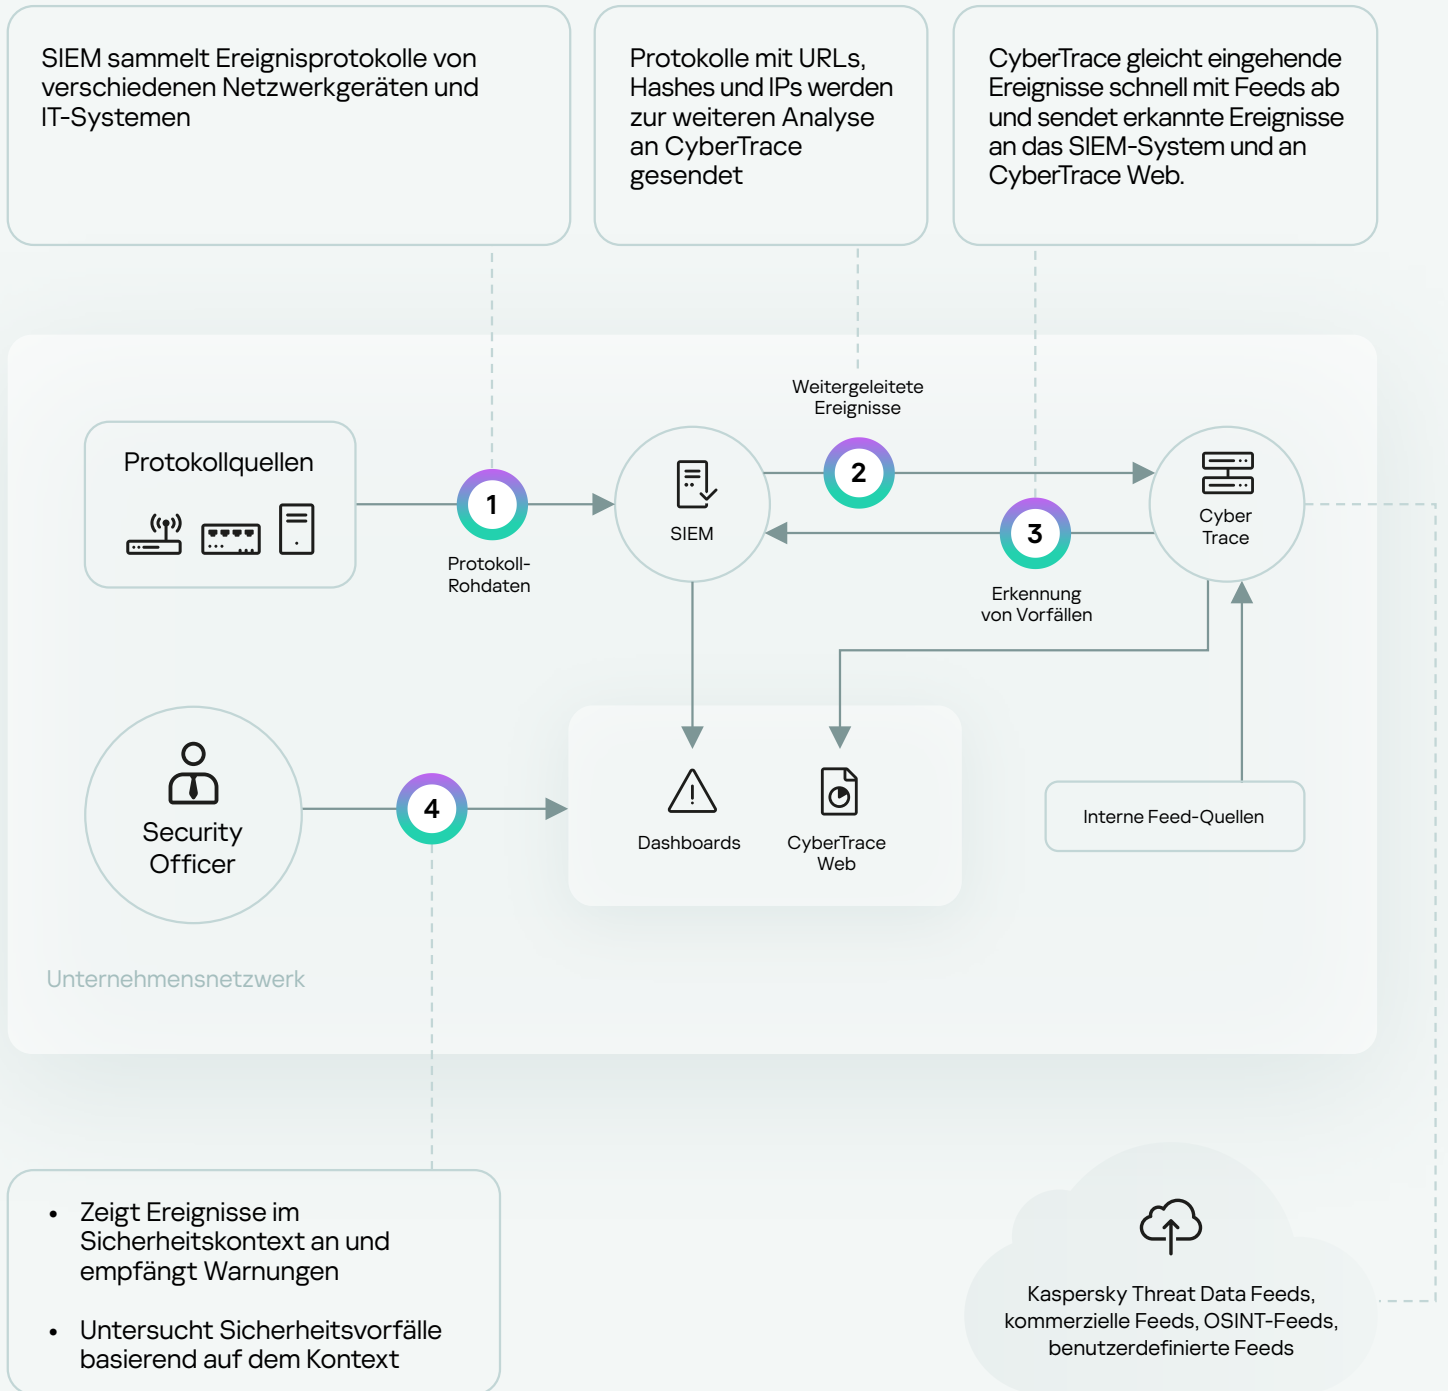 SIEM sammelt Ereignisprotokolle von
verschiedenen Netzwerkgeräten und
IT-Systemen
Protokolle mit URLs,
Hashes und IPs werden
zur weiteren Analyse
an CyberTrace
gesendet
CyberTrace gleicht eingehende
Ereignisse schnell mit Feeds ab
und sendet erkannte Ereignisse
an das SIEM-System und an
CyberTrace Web.
Protokollquellen
1
Protokoll-
Rohdaten
SIEM
Weitergeleitete
Ereignisse
2
3
Erkennung
von Vorfällen
Cyber
Trace
Security
Officer
4
Dashboards
CyberTrace
Web
Interne Feed-Quellen
Unternehmensnetzwerk
• Zeigt Ereignisse im
Sicherheitskontext an und
empfängt Warnungen
• Untersucht Sicherheitsvorfälle
basierend auf dem Kontext
Kaspersky Threat Data Feeds,
kommerzielle Feeds, OSINT-Feeds,
benutzerdefinierte Feeds